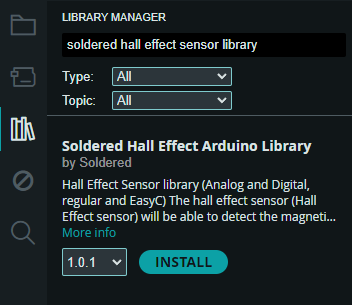 LIBRARY MANAGER
soldered hall effect sensor library
Type: All
Topic: All
Soldered Hall Effect Arduino Library
by Soldered
Hall Effect Sensor library (Analog and Digital,
regular and EasyC) The hall effect sensor (Hall
Effect sensor) will be able to detect the magneti...
More info
1.0.1 INSTALL